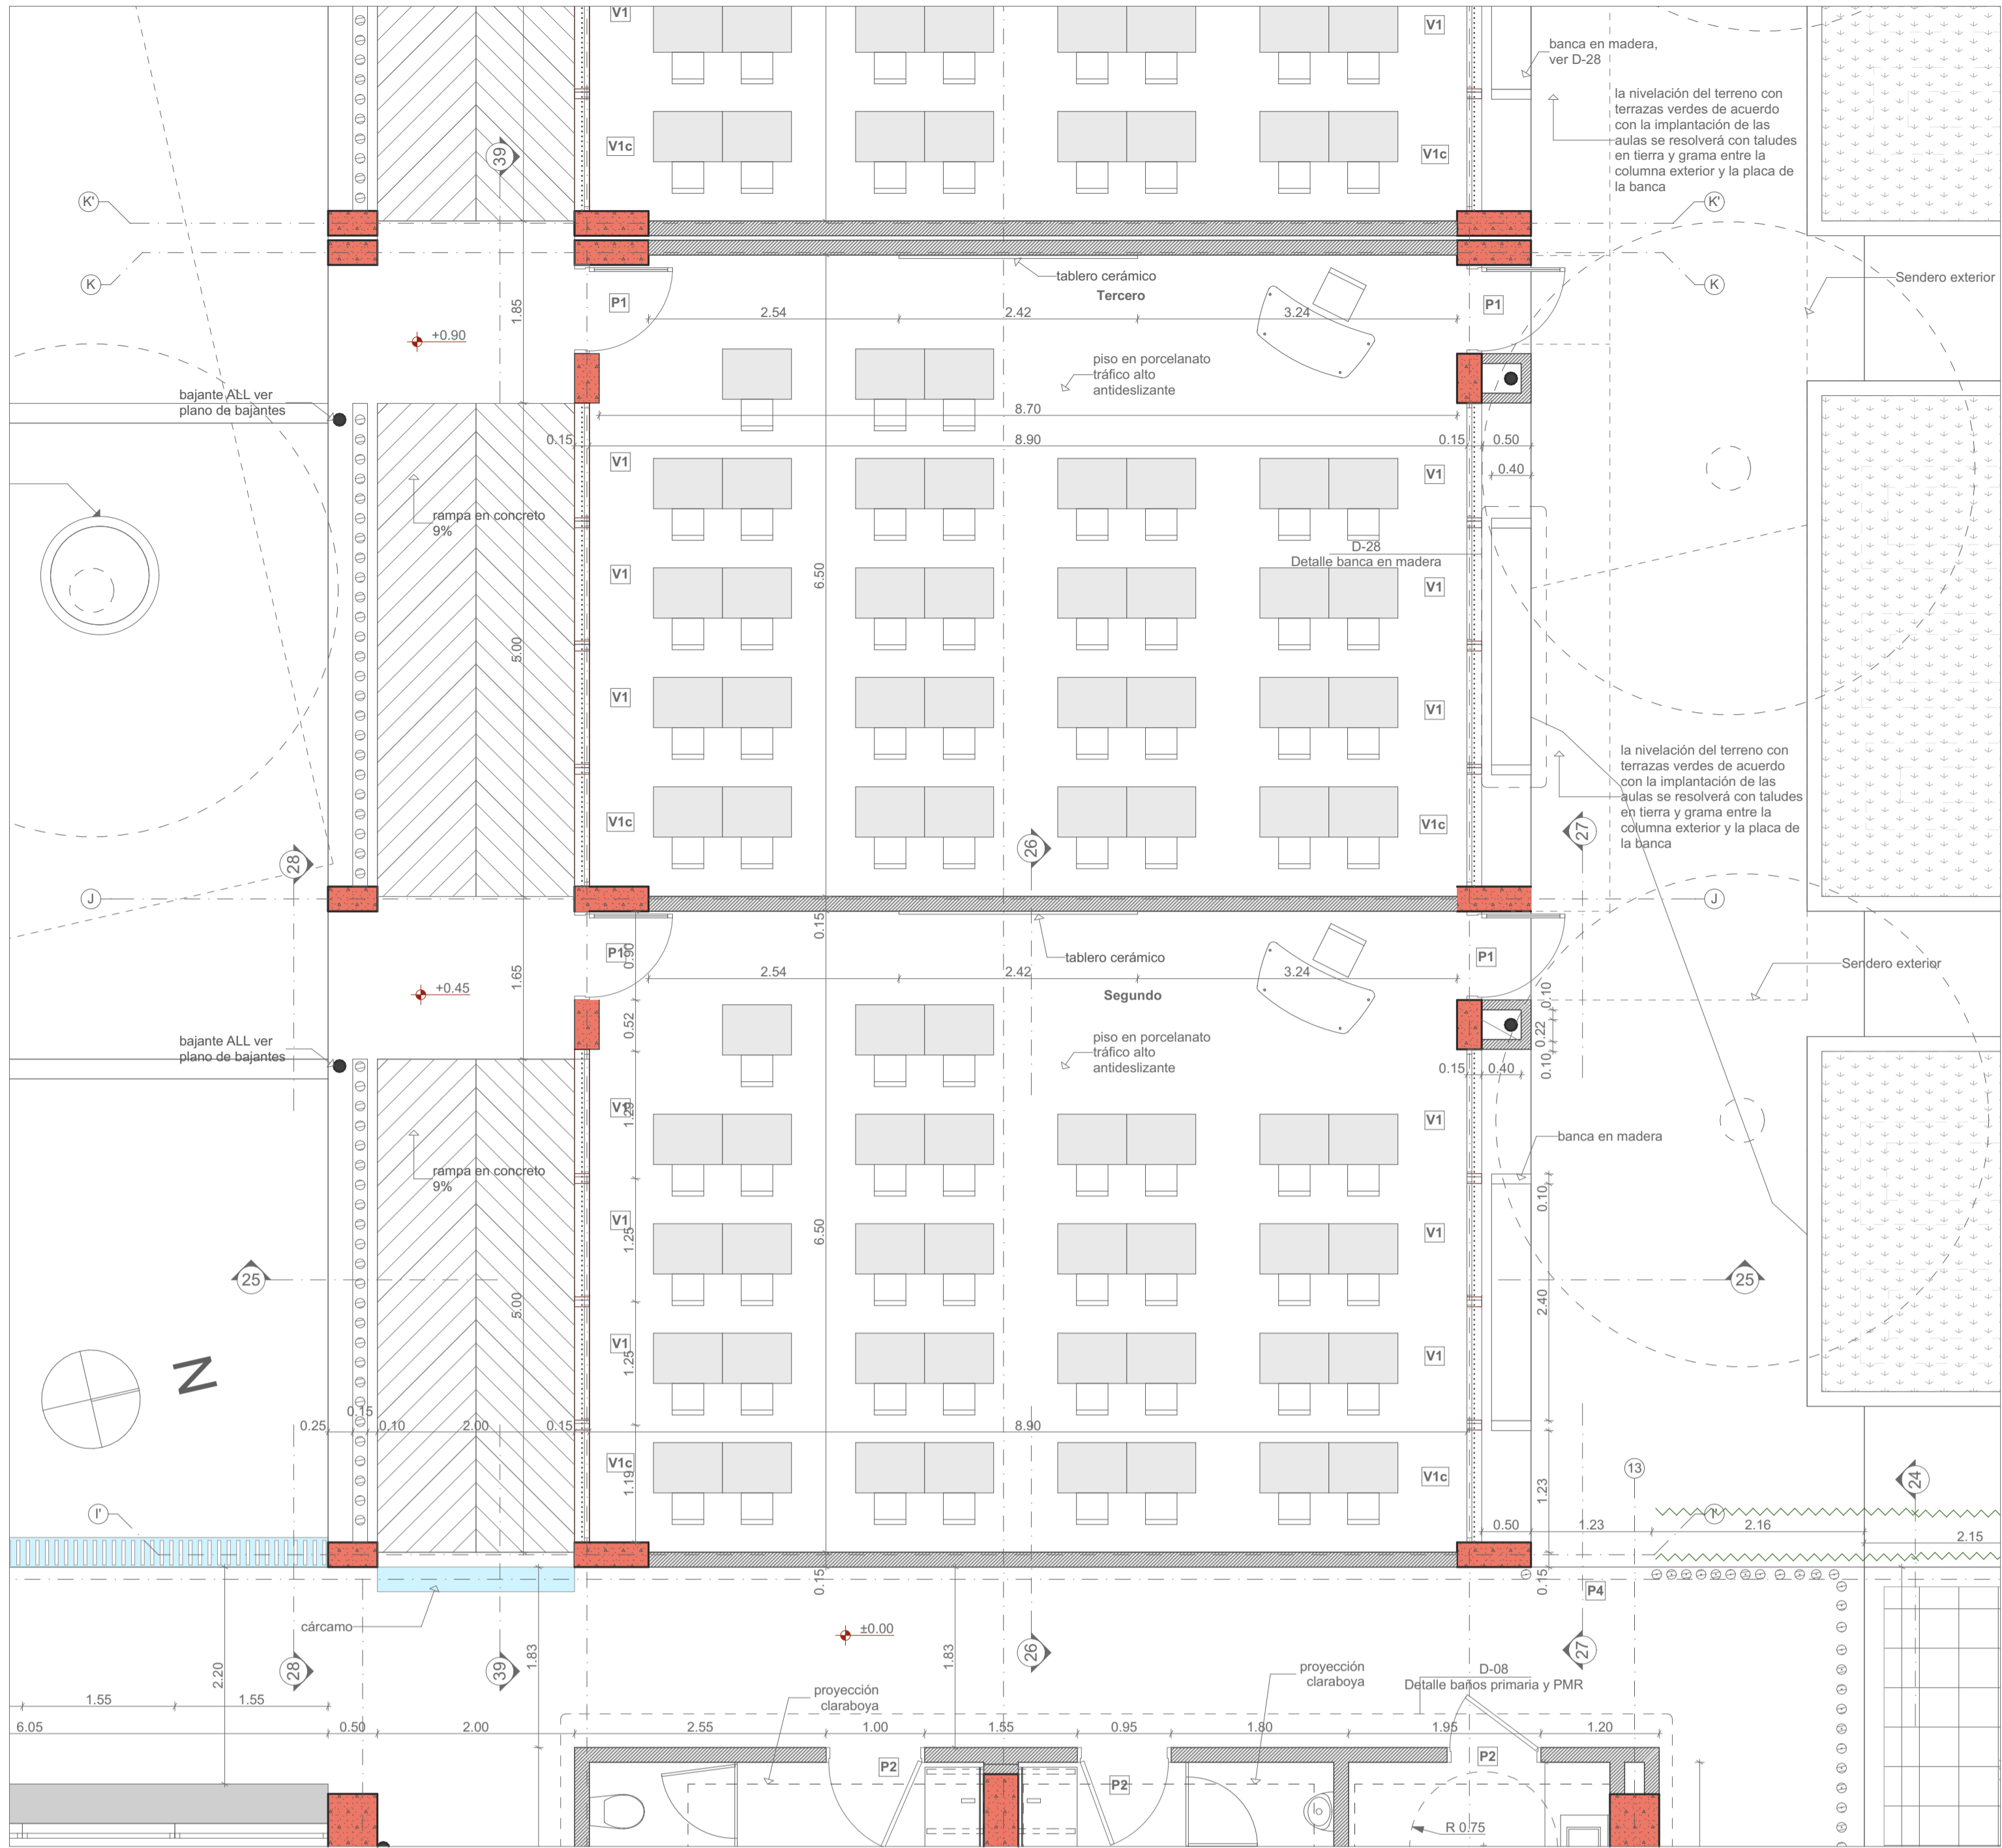 V1
V1
banca en madera,
ver D-28
la nivelación del terreno con
terrazas verdes de acuerdo
con la implantación de las
aulas se resolverá con taludes
en tierra y grama entre la
columna exterior y la placa de
la banca
39
V1c
V1c
K'
K'
K
K
tablero cerámico
Tercero
Sendero exterior
P1
P1
1.85
2.54
2.42
3.24
+0.90
piso en porcelanato
tráfico alto
antideslizante
bajante ALL ver
plano de bajantes
8.70
0.15
8.90
0.15
0.50
0.40
V1
V1
rampa en concreto
9%
D-28
Detalle banca en madera
V1
V1
6.50
5.00
V1
V1
la nivelación del terreno con
terrazas verdes de acuerdo
con la implantación de las
aulas se resolverá con taludes
en tierra y grama entre la
columna exterior y la placa de
la banca
V1c
V1c
28
26
27
J
J
0.15
P1
0.90
tablero cerámico
P1
Sendero exterior
1.65
2.54
2.42
3.24
+0.45
Segundo
0.10
0.52
0.22
0.10
piso en porcelanato
tráfico alto
antideslizante
bajante ALL ver
plano de bajantes
0.15
0.40
V1
1.29
V1
banca en madera
rampa en concreto
9%
0.10
V1
1.25
6.50
V1
25
25
5.00
2.40
V1
1.25
V1
N
0.25
0.15
0.10
2.00
0.15
8.90
V1c
1.19
V1c
13
24
1.23
I'
I'
0.50
1.23
2.16
2.15
0.15
0.15
P4
cárcamo
±0.00
2.20
28
39
1.83
1.83
26
27
proyección
claraboya
D-08
Detalle baños primaria y PMR
proyección
claraboya
1.55
1.55
6.05
0.50
2.00
2.55
1.00
1.55
0.95
1.80
1.95
1.20
P2
P2
P2
R 0.75